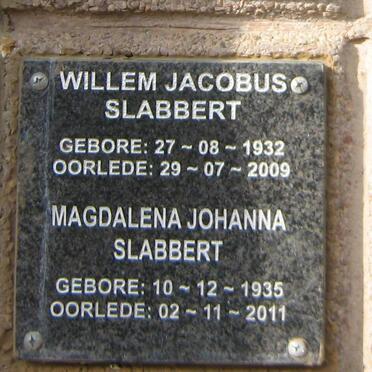 WILLEM JACOBUS
SLABBERT
GEBORE: 27 ~ 08 ~ 1932
OORLEDE: 29 ~ 07 ~ 2009
MAGDALENA JOHANNA
SLABBERT
GEBORE: 10 ~ 12 ~ 1935
OORLEDE: 02 ~ 11 ~ 2011